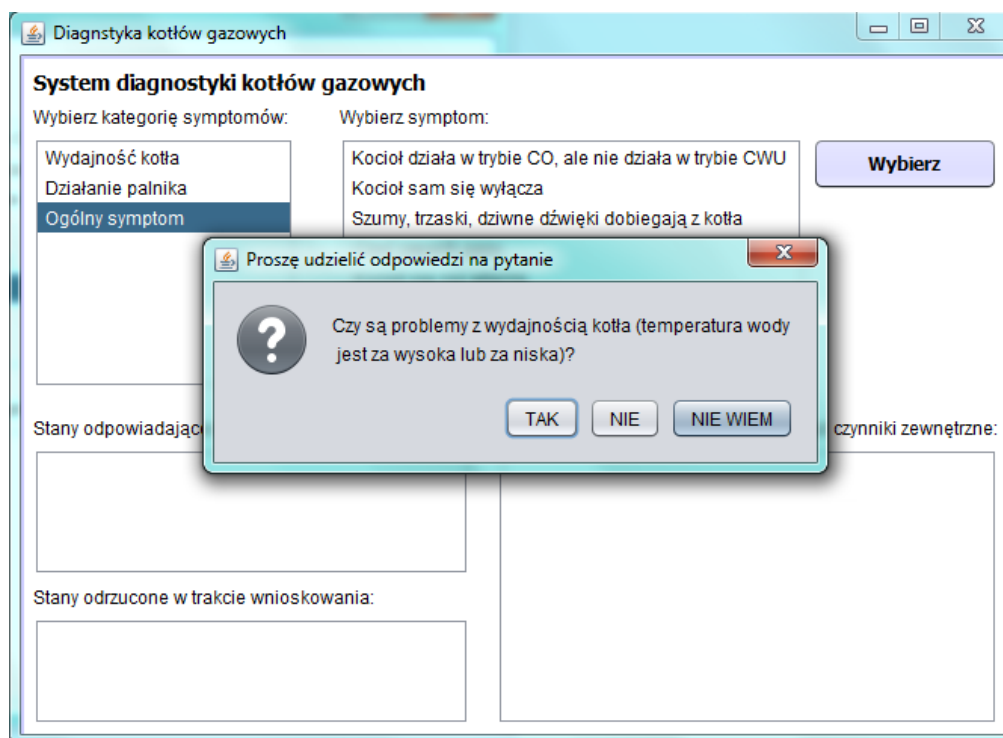 Diagnstyka kotłów gazowych
System diagnostyki kotłów gazowych
Wybierz kategorię symptomów:
Wybierz symptom:
Wydajność kotła
Działanie palnika
Ogólny symptom
Kocioł działa w trybie CO, ale nie działa w trybie CWU
Kocioł sam się wyłącza
Szumy, trzaski, dziwne dźwięki dobiegają z kotła
Wybierz
Proszę udzielić odpowiedzi na pytanie
Czy są problemy z wydajnością kotła (temperatura wody
jest za wysoka lub za niska)?
TAK
NIE
NIE WIEM
Stany odpowiadające
czynniki zewnętrzne:
Stany odrzucone w trakcie wnioskowania: